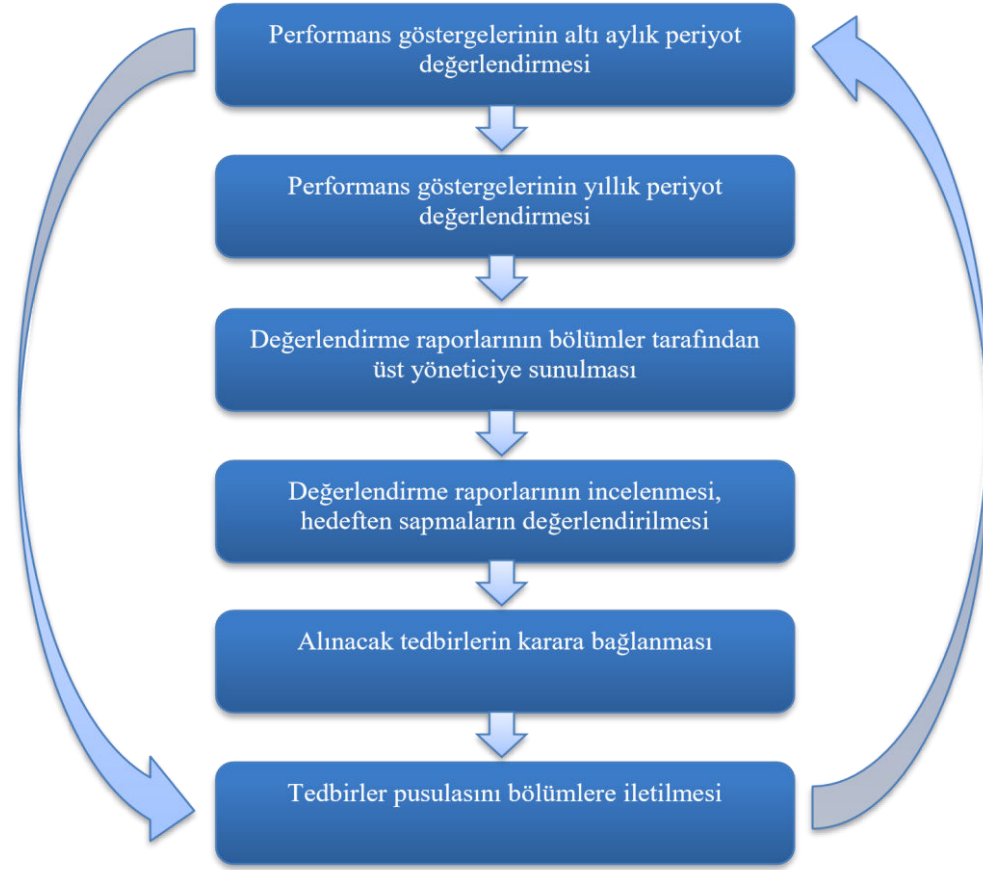 Performans göstergelerinin altı aylık periyot
değerlendirmesi
Performans göstergelerinin yıllık periyot
değerlendirmesi
Değerlendirme raporlarının bölümler tarafından
üst yöneticiye sunulması
Değerlendirme raporlarının incelenmesi,
hedeften sapmaların değerlendirilmesi
Alınacak tedbirlerin karara bağlanması
Tedbirler pusulasını bölümlere iletilmesi